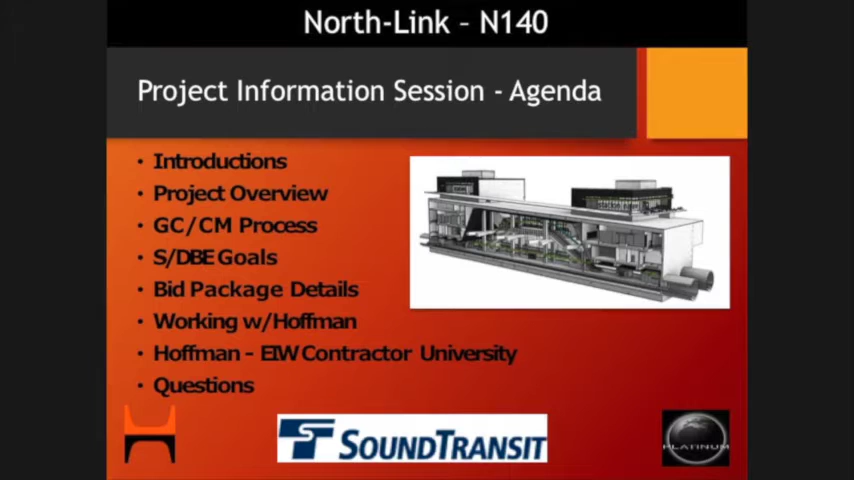 North-Link – N140
Project Information Session - Agenda
• Introductions
• Project Overview
• GC/CM Process
• S/DBE Goals
• Bid Package Details
• Working w/Hoffman
• Hoffman - EIW Contractor University
• Questions
SOUNDTRANSIT
PLATINUM